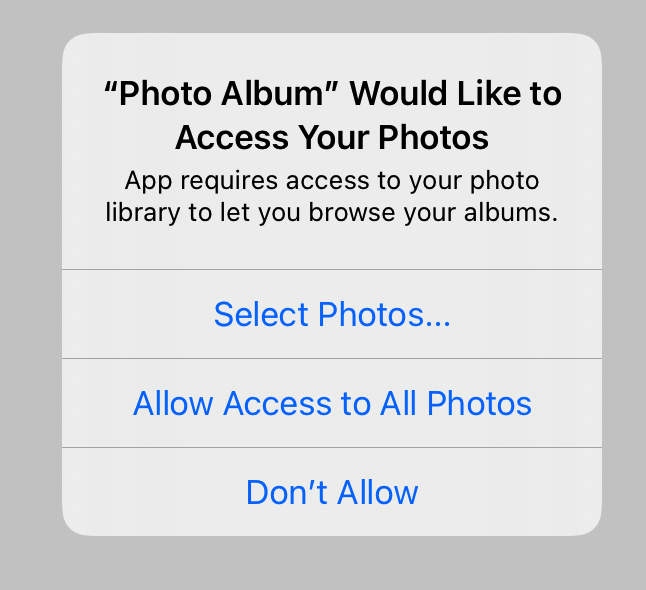 “Photo Album” Would Like to
Access Your Photos
App requires access to your photo
library to let you browse your albums.
Select Photos...
Allow Access to All Photos
Don’t Allow